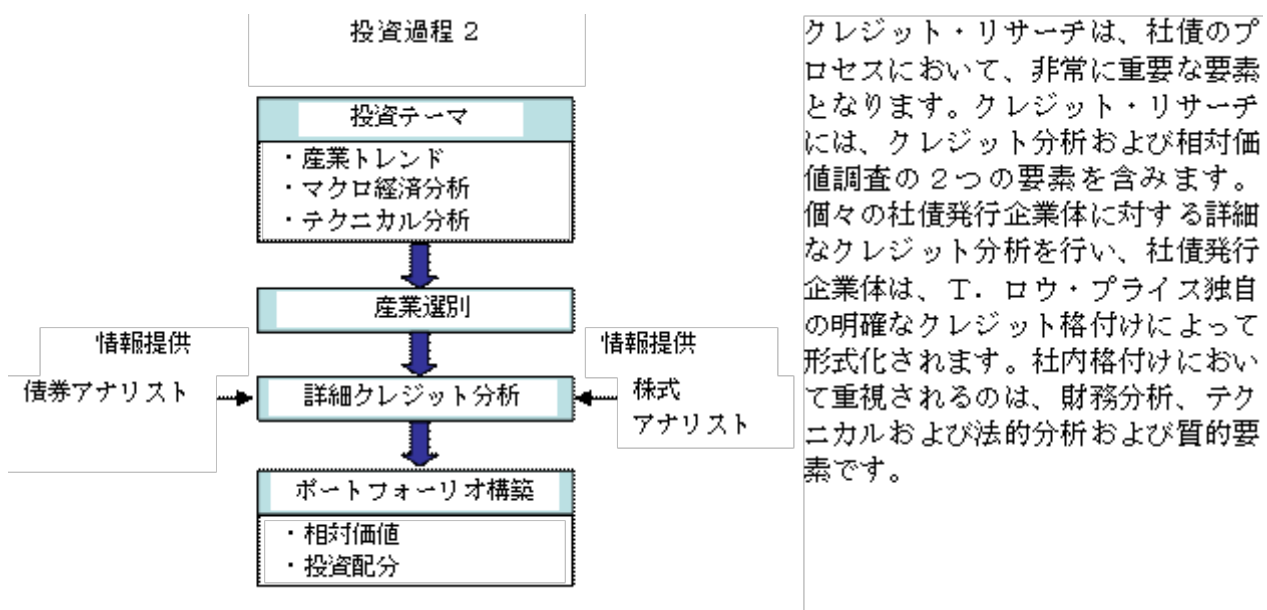 投資過程 2
投資テーマ
・産業トレンド
・マクロ経済分析
・テクニカル分析
産業選別
情報提供
債券アナリスト
詳細クレジット分析
情報提供
株式
アナリスト
ポートフォーリオ構築
・相対価値
・投資配分
クレジット・リサーチは、社債のプ
ロセスにおいて、非常に重要な要素
となります。クレジット・リサーチ
には、クレジット分析および相対価
値調査の２つの要素を含みます。
個々の社債発行企業体に対する詳細
なクレジット分析を行い、社債発行
企業体は、Ｔ．ロウ・プライス独自
の明確なクレジット格付けによって
形式化されます。社内格付けにおい
て重視されるのは、財務分析、テク
ニカルおよび法的分析および質的要
素です。